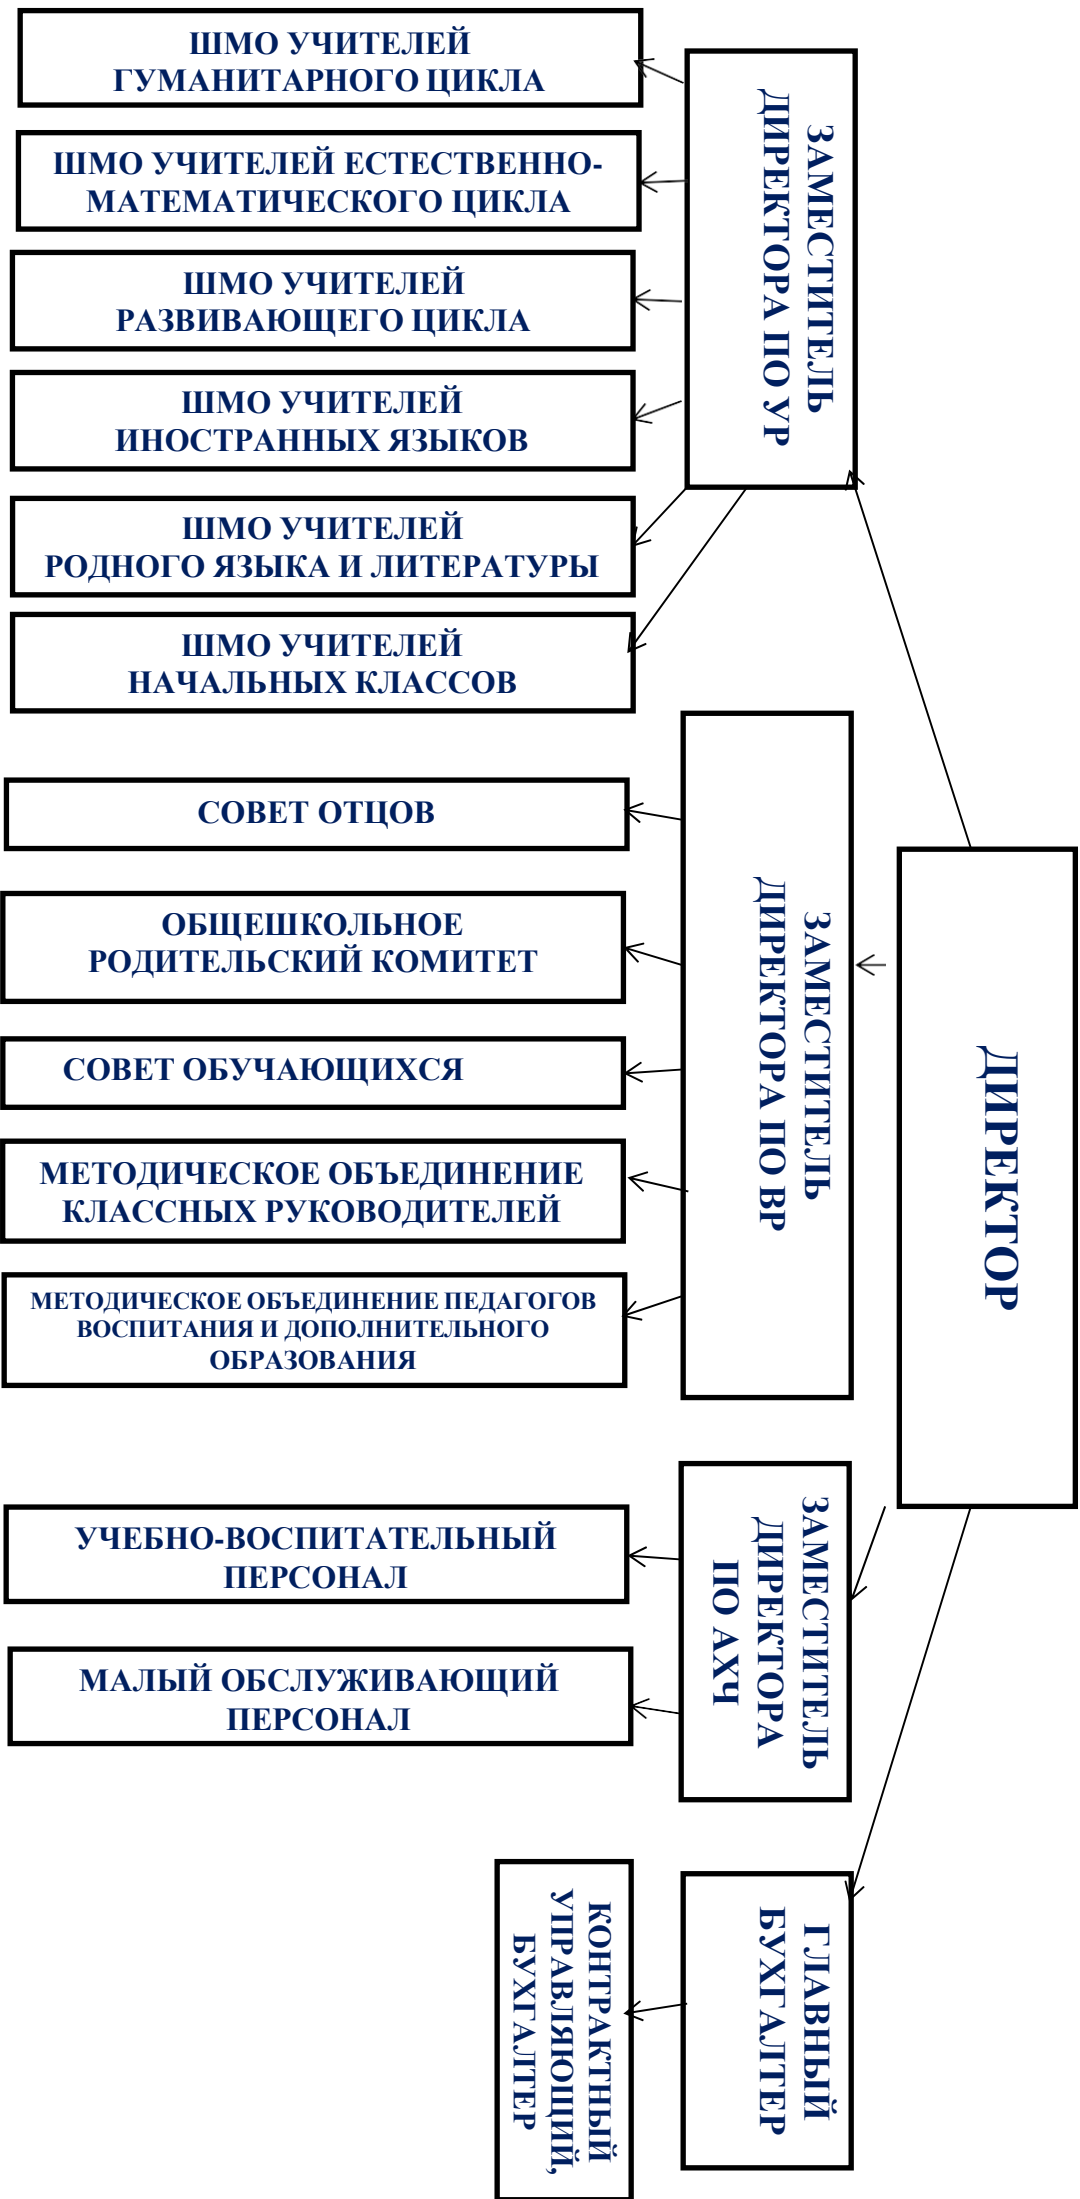 ДИРЕКТОР
ЗАМЕСТИТЕЛЬ
ДИРЕКТОРА ПО УР
ШМО УЧИТЕЛЕЙ
ГУМАНИТАРНОГО ЦИКЛА
ШМО УЧИТЕЛЕЙ ЕСТЕСТВЕННО-
МАТЕМАТИЧЕСКОГО ЦИКЛА
ШМО УЧИТЕЛЕЙ
РАЗВИВАЮЩЕГО ЦИКЛА
ШМО УЧИТЕЛЕЙ
ИНОСТРАННЫХ ЯЗЫКОВ
ШМО УЧИТЕЛЕЙ
РОДНОГО ЯЗЫКА И ЛИТЕРАТУРЫ
ШМО УЧИТЕЛЕЙ
НАЧАЛЬНЫХ КЛАССОВ
ЗАМЕСТИТЕЛЬ
ДИРЕКТОРА ПО ВР
СОВЕТ ОТЦОВ
ОБЩЕШКОЛЬНОЕ
РОДИТЕЛЬСКИЙ КОМИТЕТ
СОВЕТ ОБУЧАЮЩИХСЯ
МЕТОДИЧЕСКОЕ ОБЪЕДИНЕНИЕ
КЛАССНЫХ РУКОВОДИТЕЛЕЙ
МЕТОДИЧЕСКОЕ ОБЪЕДИНЕНИЕ ПЕДАГОГОВ
ВОСПИТАНИЯ И ДОПОЛНИТЕЛЬНОГО
ОБРАЗОВАНИЯ
ЗАМЕСТИТЕЛЬ
ДИРЕКТОРА
ПО АХЧ
УЧЕБНО-ВОСПИТАТЕЛЬНЫЙ
ПЕРСОНАЛ
МАЛЫЙ ОБСЛУЖИВАЮЩИЙ
ПЕРСОНАЛ
ГЛАВНЫЙ
БУХГАЛТЕР
КОНТРАКТНЫЙ
УПРАВЛЯЮЩИЙ,
БУХГАЛТЕР